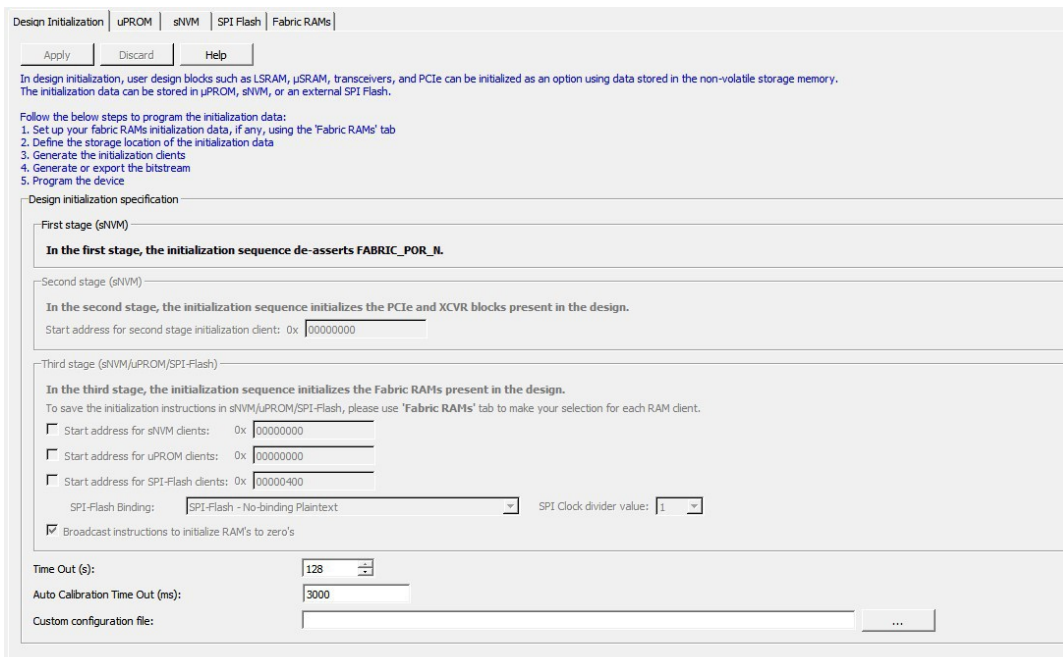 Design Initialization uPROM sNVM SPI Flash Fabric RAMs
Apply Discard Help
In design initialization, user design blocks such as LSRAM, µSRAM, transceivers, and PCIe can be initialized as an option using data stored in the non-volatile storage memory.
The initialization data can be stored in µPROM, sNVM, or an external SPI Flash.
Follow the below steps to program the initialization data:
1. Set up your fabric RAMs initialization data, if any, using the 'Fabric RAMs' tab
2. Define the storage location of the initialization data
3. Generate the initialization clients
4. Generate or export the bitstream
5. Program the device
Design initialization specification
First stage (sNVM)
In the first stage, the initialization sequence de-asserts FABRIC_POR_N.
Second stage (sNVM)
In the second stage, the initialization sequence initializes the PCIe and XCVR blocks present in the design.
Start address for second stage initialization client: 0x 00000000
Third stage (sNVM/uPROM/SPI-Flash)
In the third stage, the initialization sequence initializes the Fabric RAMs present in the design.
To save the initialization instructions in sNVM/uPROM/SPI-Flash, please use 'Fabric RAMs' tab to make your selection for each RAM client.
Start address for sNVM clients: 0x 00000000
Start address for uPROM clients: 0x 00000000
Start address for SPI-Flash clients: 0x 00000400
SPI-Flash Binding: SPI-Flash - No-binding Plaintext SPI Clock divider value: 1
Broadcast instructions to initialize RAM's to zero's
Time Out (s): 128
Auto Calibration Time Out (ms): 3000
Custom configuration file: ...